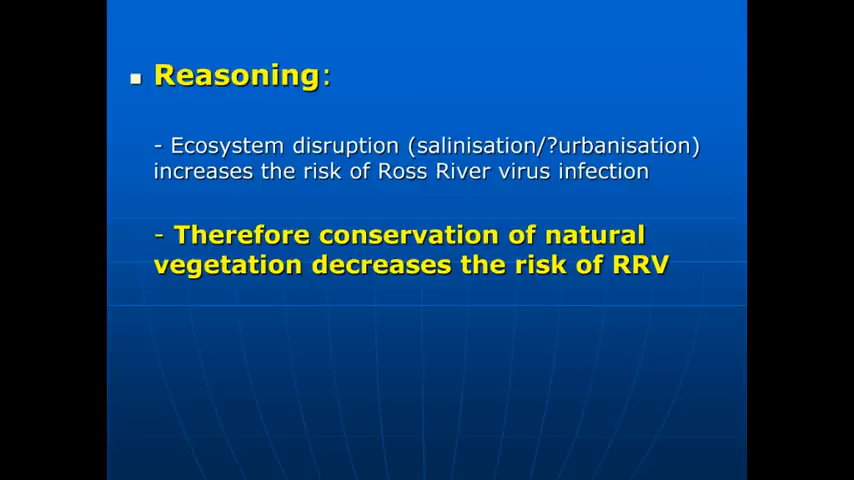 Reasoning:
- Ecosystem disruption (salinisation/?urbanisation)
increases the risk of Ross River virus infection
- Therefore conservation of natural
vegetation decreases the risk of RRV